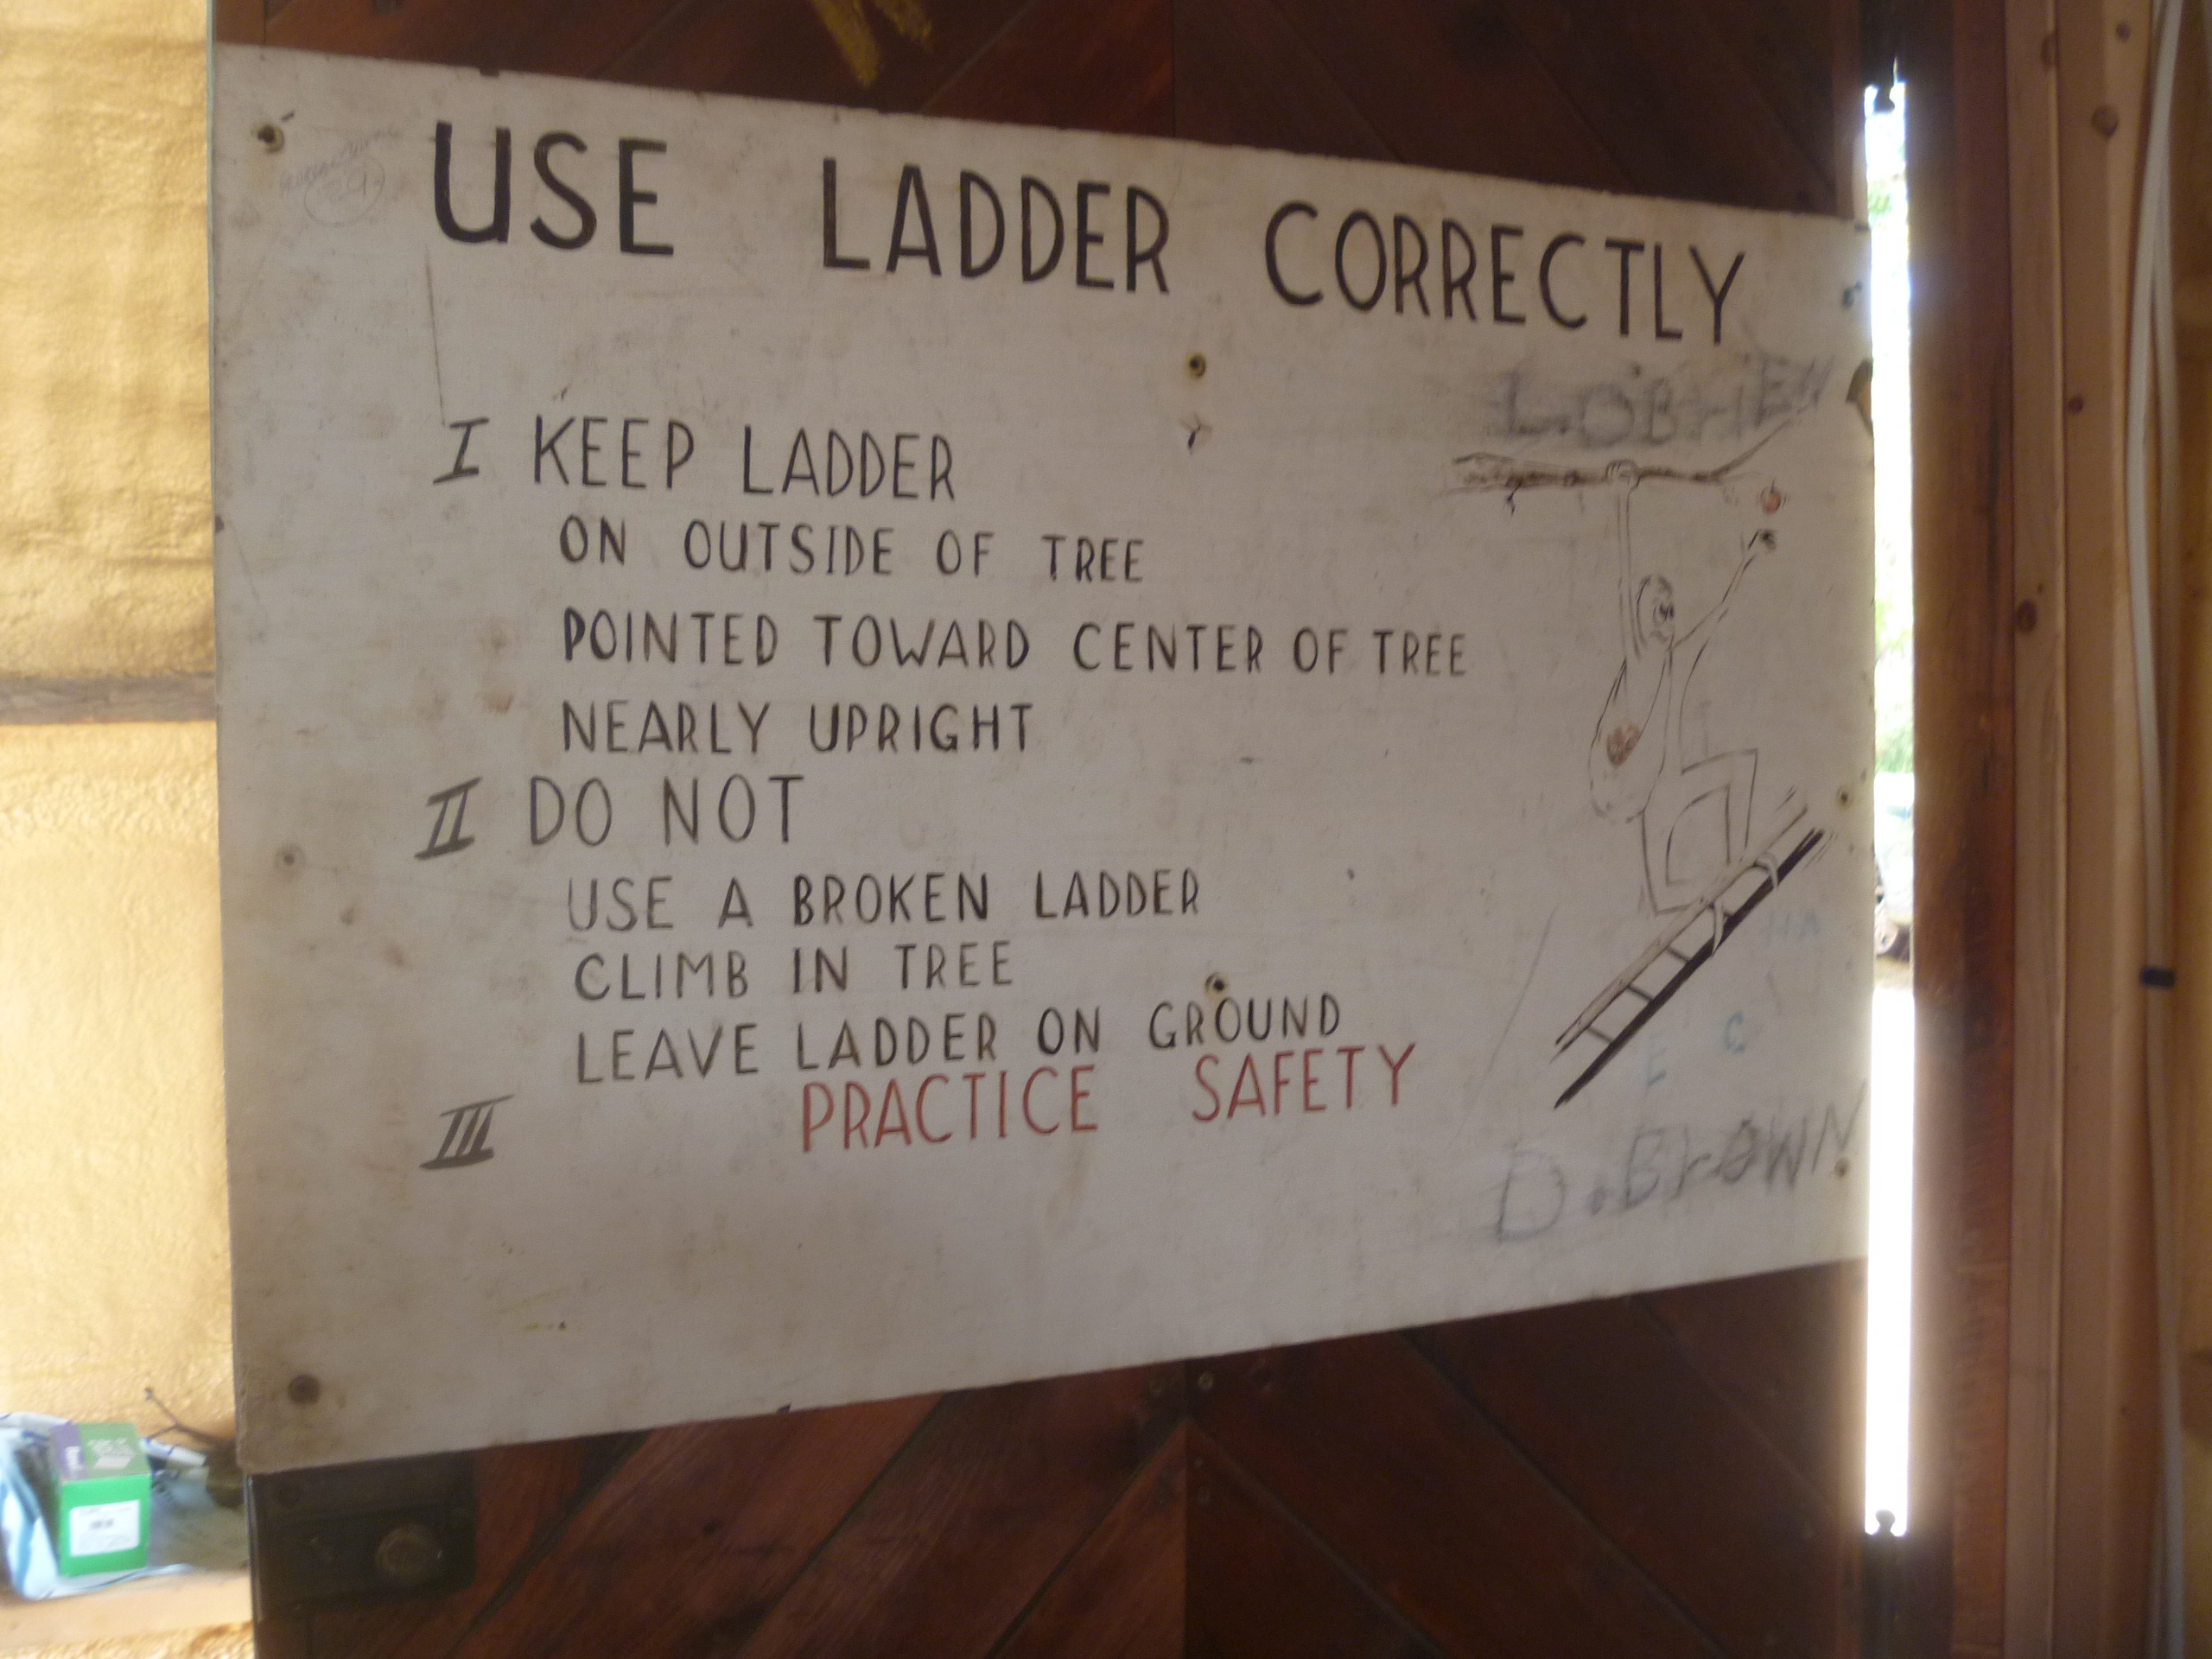 USE LADDER CORRECTLY
I KEEP LADDER
ON OUTSIDE OF TREE
POINTED TOWARD CENTER OF TREE
NEARLY UPRIGHT
II DO NOT
USE A BROKEN LADDER
CLIMB IN TREE
LEAVE LADDER ON GROUND
III PRACTICE SAFETY
D. BROWN